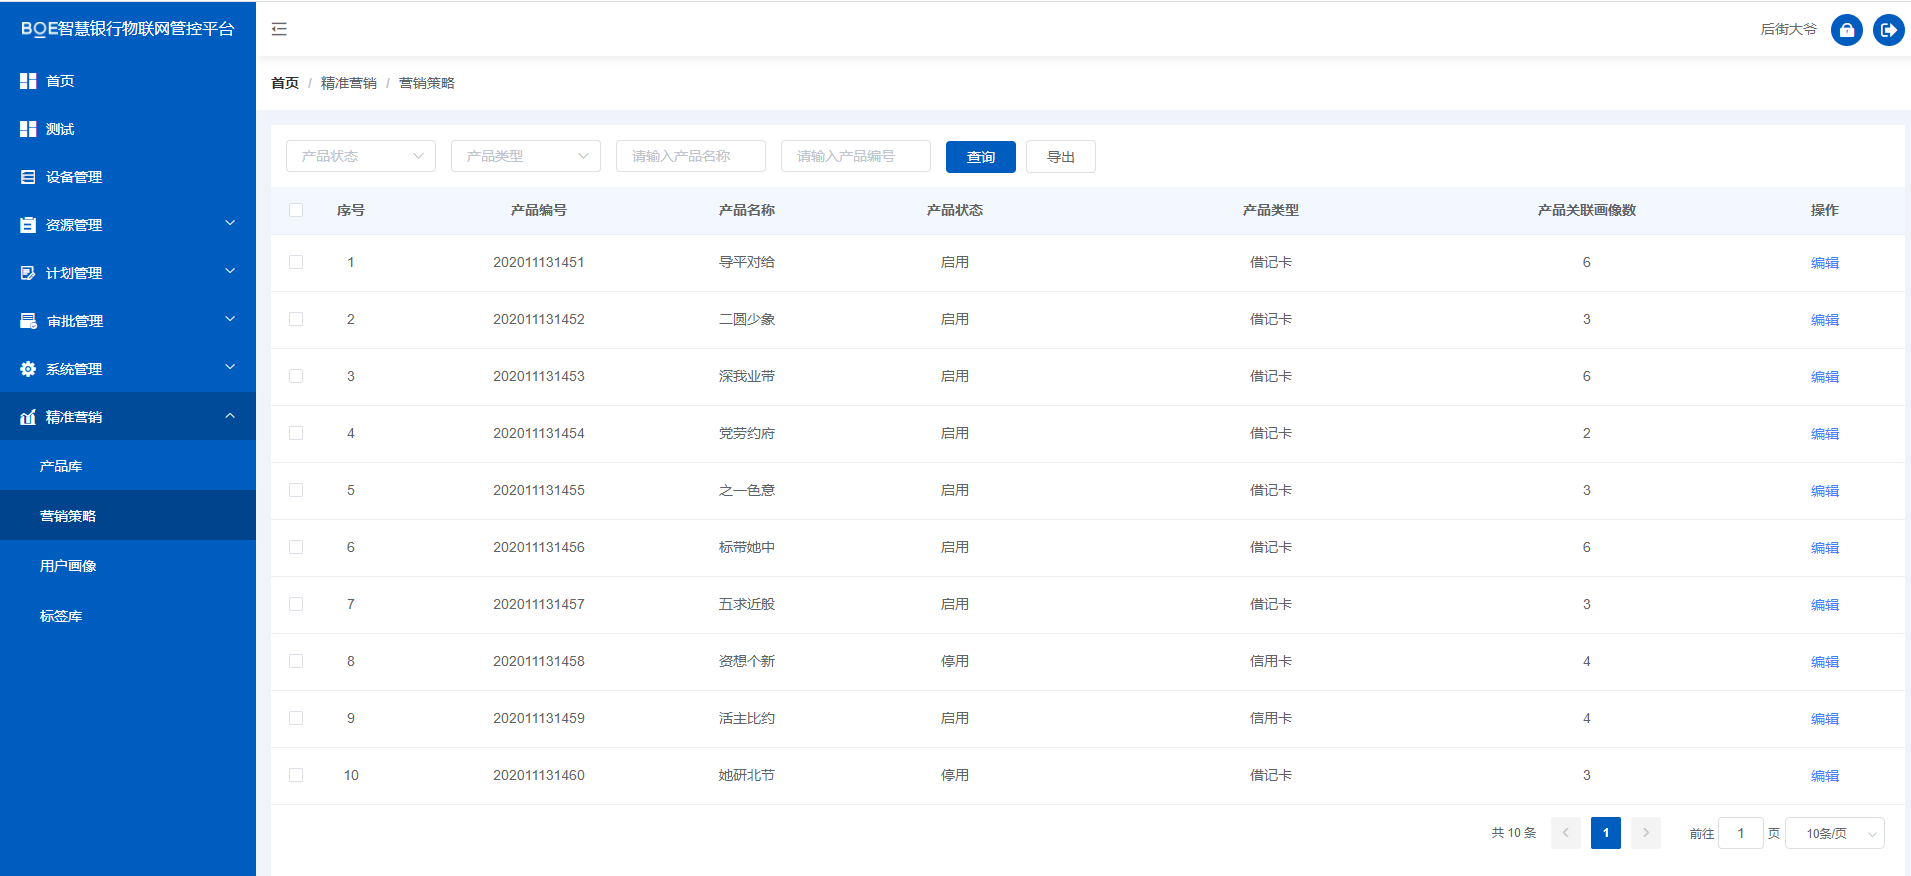 BOE智慧银行物联网管控平台
后街大爷
首页
测试
设备管理
资源管理
计划管理
审批管理
系统管理
精准营销
产品库
营销策略
用户画像
标签库
首页 / 精准营销 / 营销策略
产品状态 产品类型 请输入产品名称 请输入产品编号 查询 导出
序号 产品编号 产品名称 产品状态 产品类型 产品关联画像数 操作
1 202011131451 导平对给 启用 借记卡 6 编辑
2 202011131452 二圆少象 启用 借记卡 3 编辑
3 202011131453 深我业带 启用 借记卡 6 编辑
4 202011131454 党劳约府 启用 借记卡 2 编辑
5 202011131455 之一色意 启用 借记卡 3 编辑
6 202011131456 标带她中 启用 借记卡 6 编辑
7 202011131457 五求近般 启用 借记卡 3 编辑
8 202011131458 资想个新 停用 信用卡 4 编辑
9 202011131459 活主比约 启用 信用卡 4 编辑
10 202011131460 她研北节 停用 借记卡 3 编辑
共 10 条 1 前往 1 页 10条/页